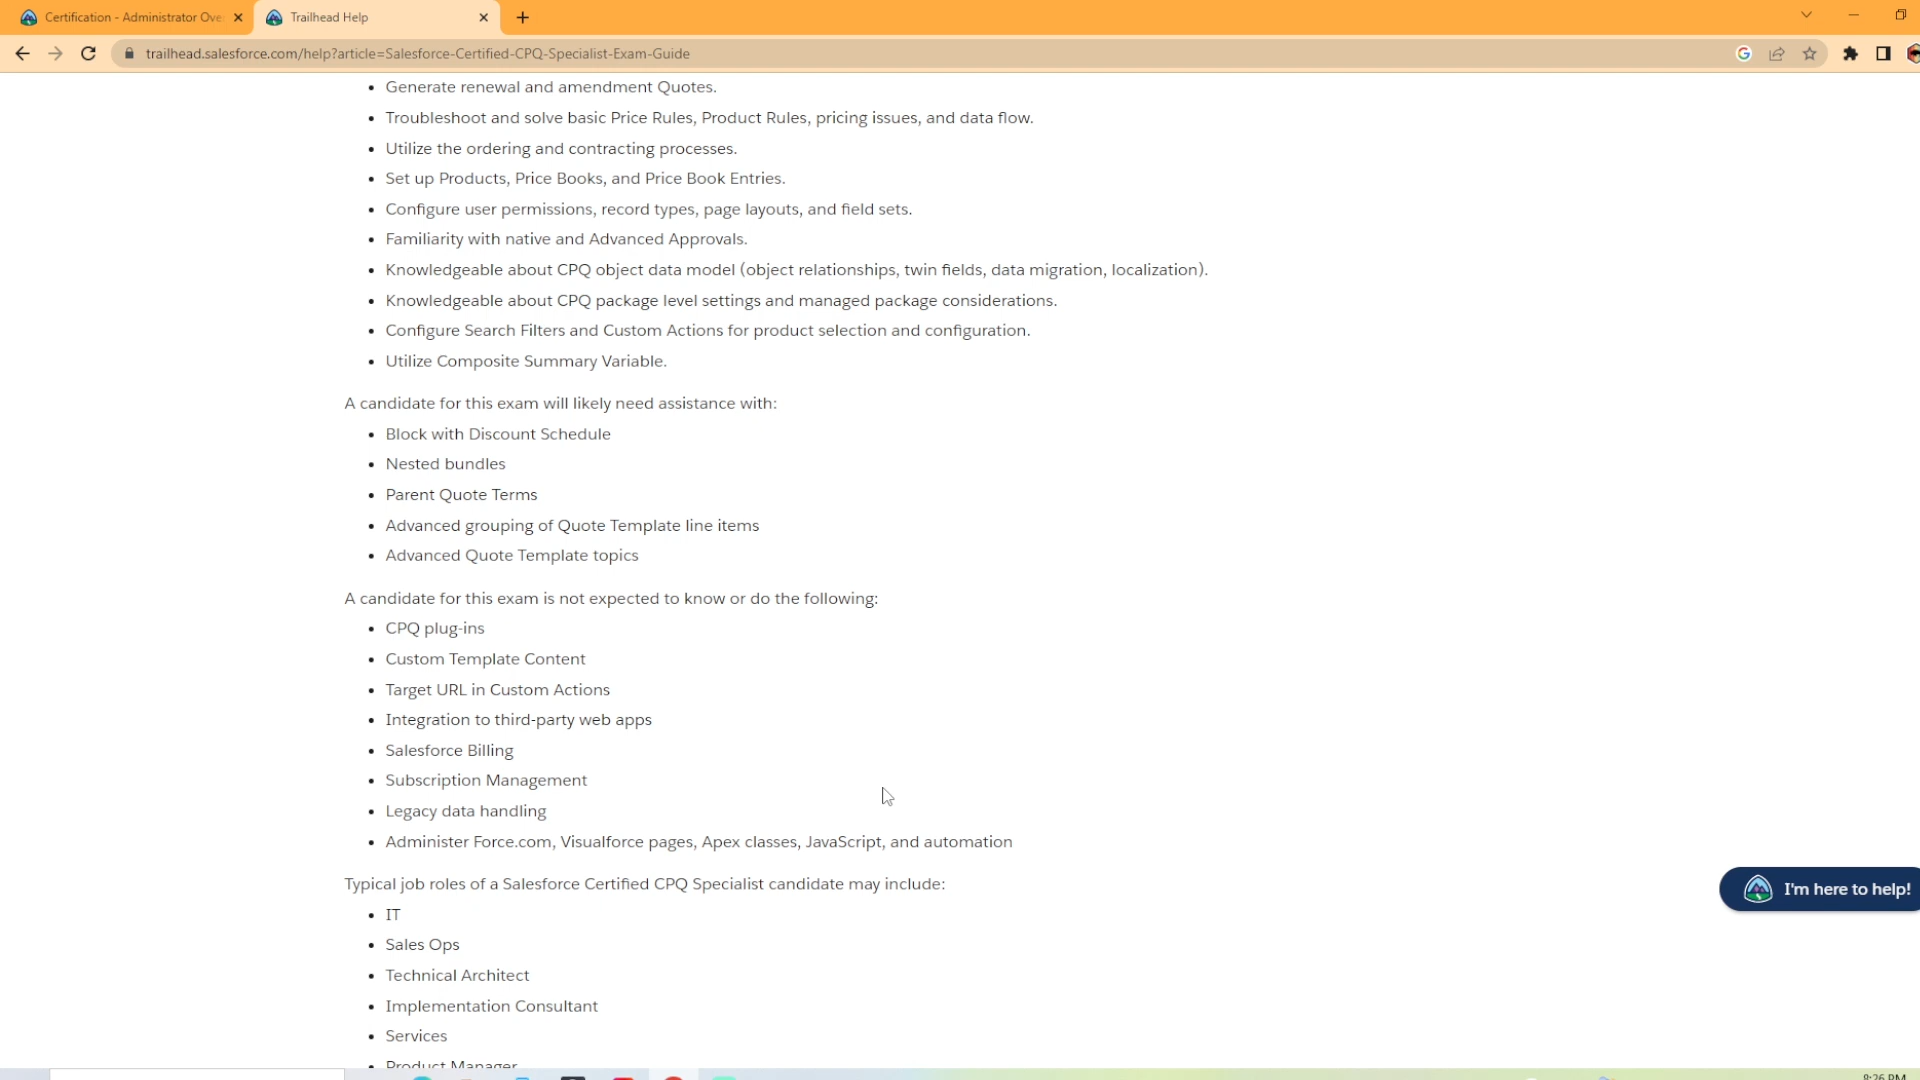 Certification - Administrator Ove
Trailhead Help
trailhead.salesforce.com/help?article=Salesforce-Certified-CPQ-Specialist-Exam-Guide
Generate renewal and amendment Quotes.
Troubleshoot and solve basic Price Rules, Product Rules, pricing issues, and data flow.
Utilize the ordering and contracting processes.
Set up Products, Price Books, and Price Book Entries.
Configure user permissions, record types, page layouts, and field sets.
Familiarity with native and Advanced Approvals.
Knowledgeable about CPQ object data model (object relationships, twin fields, data migration, localization).
Knowledgeable about CPQ package level settings and managed package considerations.
Configure Search Filters and Custom Actions for product selection and configuration.
Utilize Composite Summary Variable.
A candidate for this exam will likely need assistance with:
Block with Discount Schedule
Nested bundles
Parent Quote Terms
Advanced grouping of Quote Template line items
Advanced Quote Template topics
A candidate for this exam is not expected to know or do the following:
CPQ plug-ins
Custom Template Content
Target URL in Custom Actions
Integration to third-party web apps
Salesforce Billing
Subscription Management
Legacy data handling
Administer Force.com, Visualforce pages, Apex classes, JavaScript, and automation
Typical job roles of a Salesforce Certified CPQ Specialist candidate may include:
I'm here to help!
IT
Sales Ops
Technical Architect
Implementation Consultant
Services
Product Manager
8:26 PM